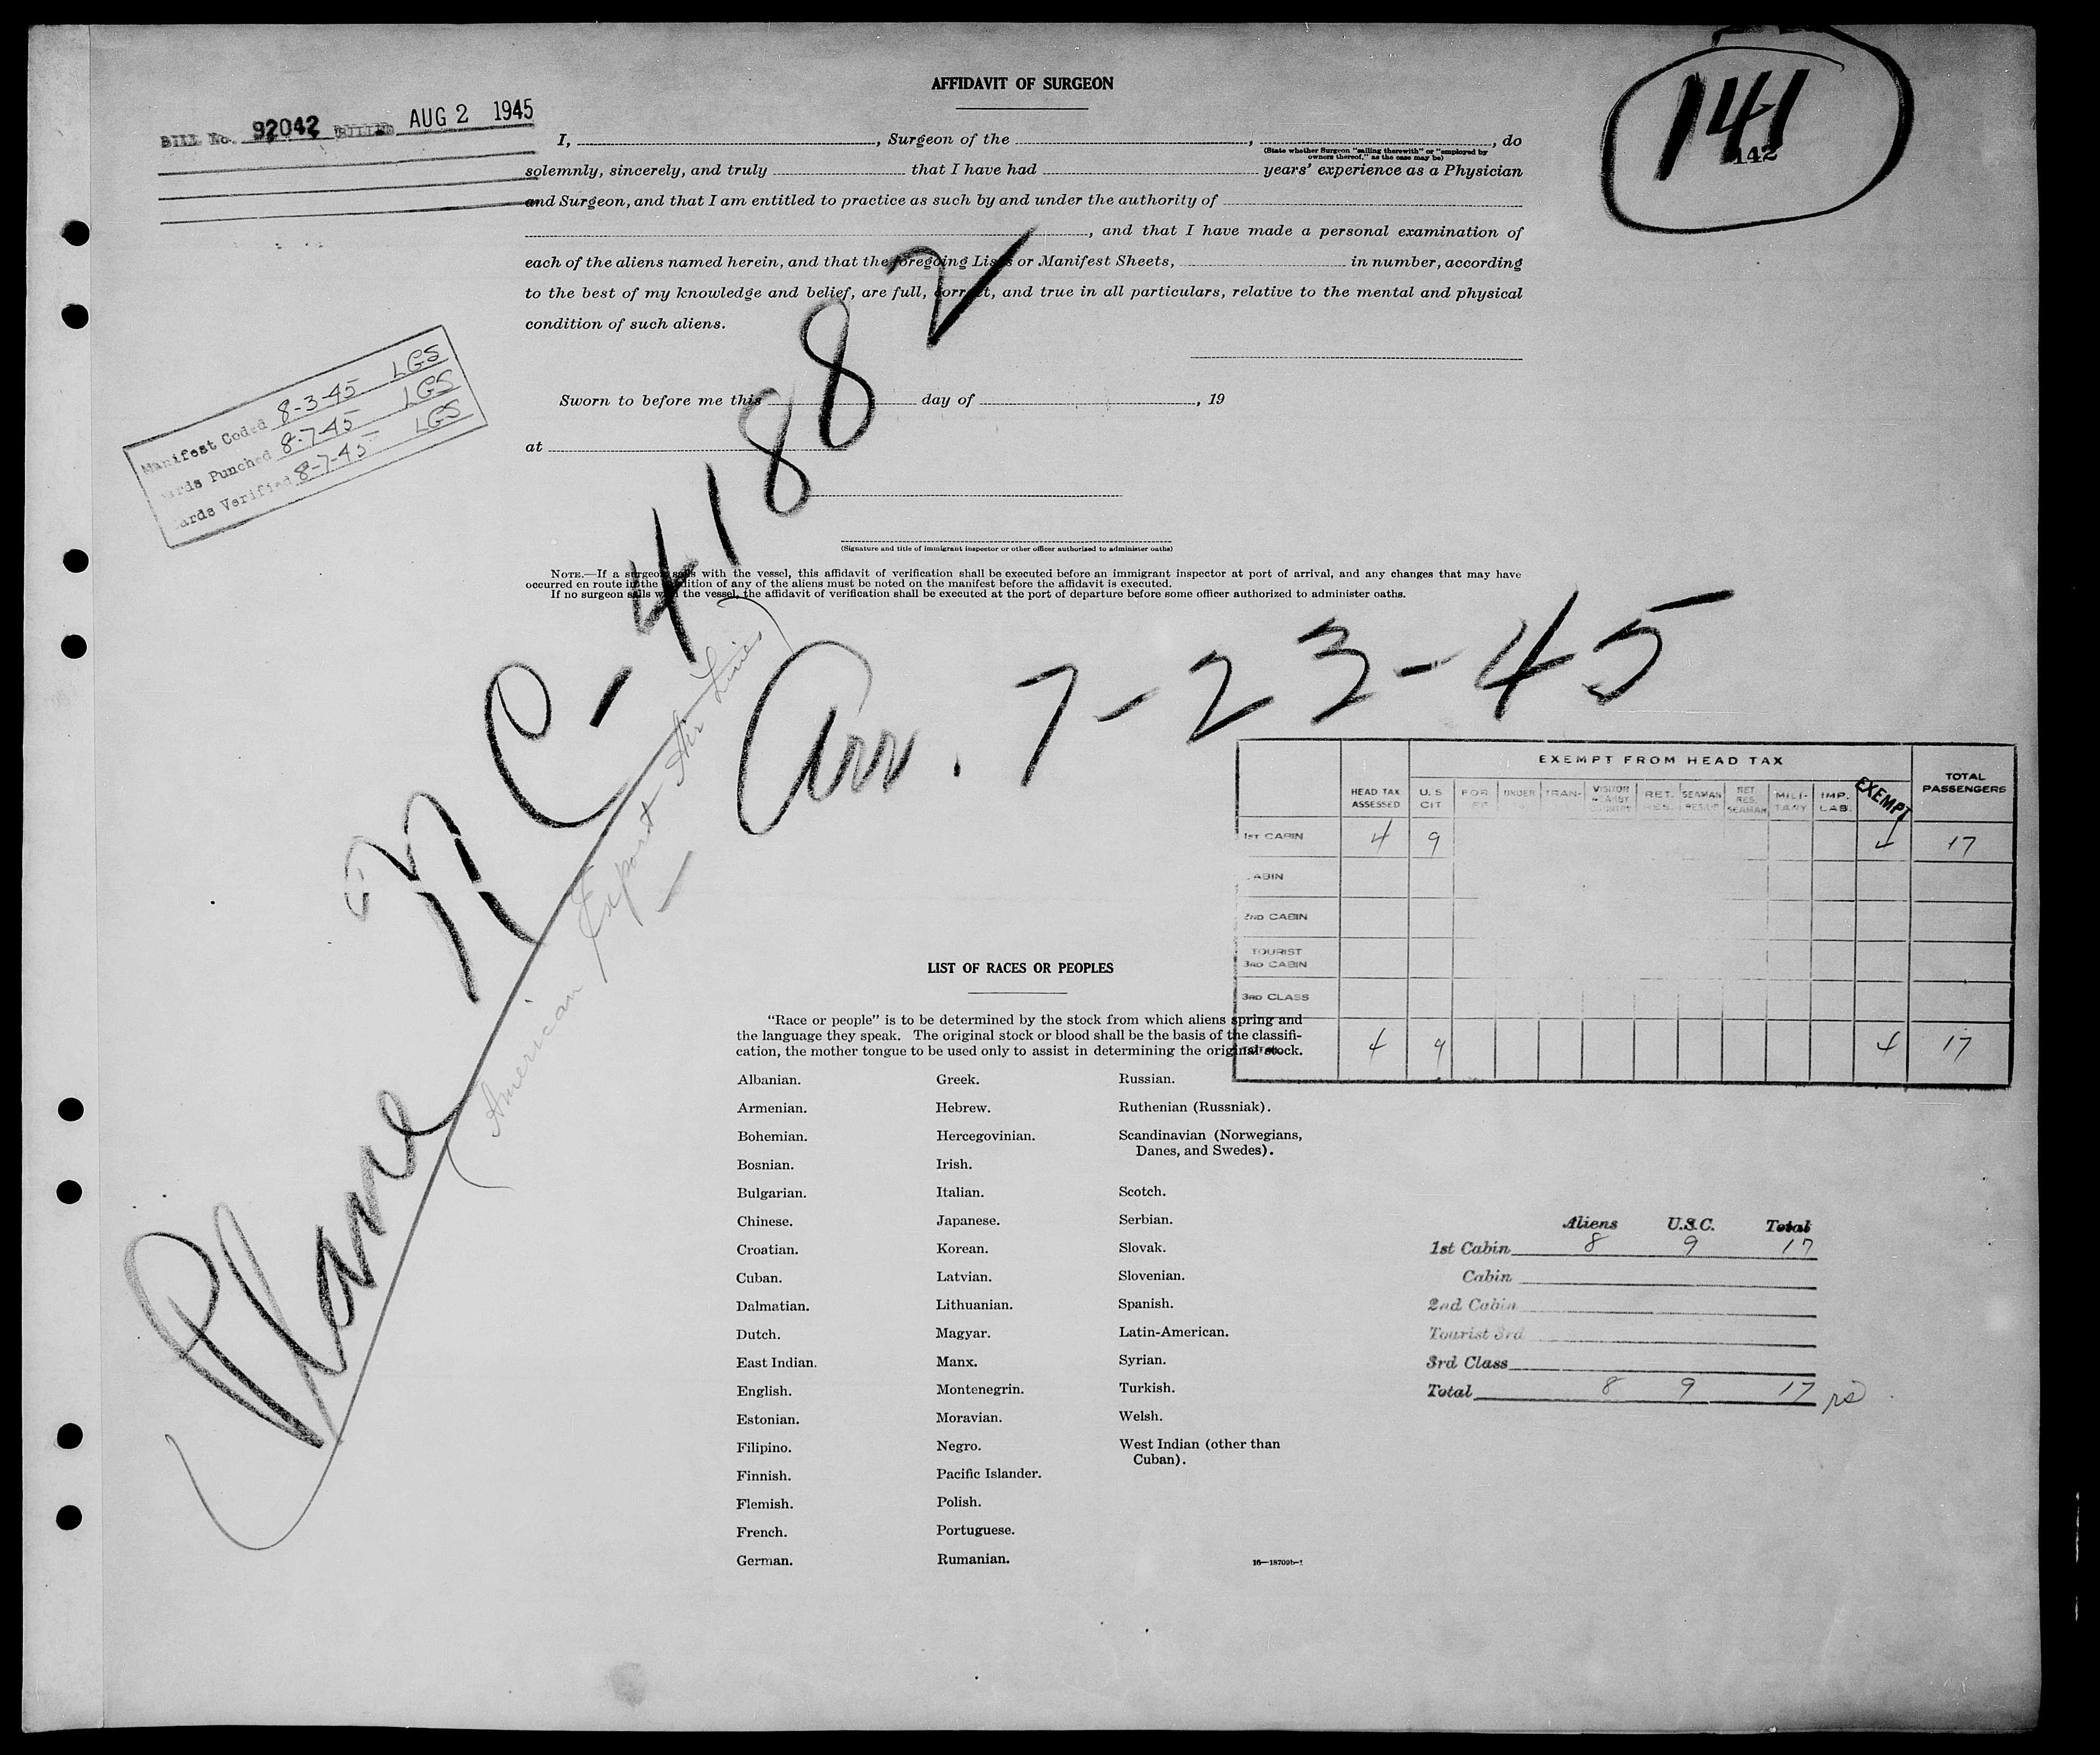 AFFIDAVIT OF SURGEON
141
142
BILL No. 92042 BILLED AUG 2 1945
I, , Surgeon of the , , do
(State whether Surgeon "sailing therewith" or "employed by owners thereof," as the case may be)
solemnly, sincerely, and truly that I have had years' experience as a Physician
and Surgeon, and that I am entitled to practice as such by and under the authority of
, and that I have made a personal examination of
each of the aliens named herein, and that the foregoing Lists or Manifest Sheets, in number, according
to the best of my knowledge and belief, are full, correct, and true in all particulars, relative to the mental and physical
condition of such aliens.
Manifest Coded 8-3-45 LGS
Cards Punched 8-7-45 LGS
Cards Verified 8-7-45 LGS
Sworn to before me this day of , 19
at
(Signature and title of immigrant inspector or other officer authorized to administer oaths)
NOTE.—If a surgeon sails with the vessel, this affidavit of verification shall be executed before an immigrant inspector at port of arrival, and any changes that may have
occurred en route in the condition of any of the aliens must be noted on the manifest before the affidavit is executed.
If no surgeon sails with the vessel, the affidavit of verification shall be executed at the port of departure before some officer authorized to administer oaths.
Plane NC-41882
(American Export Air Lines)
Arr. 7-23-45
EXEMPT FROM HEAD TAX
HEAD TAX ASSESSED U.S CIT FOR UNDER TRAN- VISITOR NEARBY COUNTRY RET. RES. SEAMAN RET. RES. SEAMAN MILI- TARY IMP. LAB. EXEMPT TOTAL PASSENGERS
1ST CABIN 4 9 4 17
CABIN
2ND CABIN
TOURIST 3RD CABIN
3RD CLASS
4 9 4 17
LIST OF RACES OR PEOPLES
"Race or people" is to be determined by the stock from which aliens spring and
the language they speak. The original stock or blood shall be the basis of the classifi-
cation, the mother tongue to be used only to assist in determining the original stock.
Albanian.
Armenian.
Bohemian.
Bosnian.
Bulgarian.
Chinese.
Croatian.
Cuban.
Dalmatian.
Dutch.
East Indian.
English.
Estonian.
Filipino.
Finnish.
Flemish.
French.
German.
Greek.
Hebrew.
Hercegovinian.
Irish.
Italian.
Japanese.
Korean.
Latvian.
Lithuanian.
Magyar.
Manx.
Montenegrin.
Moravian.
Negro.
Pacific Islander.
Polish.
Portuguese.
Rumanian.
Russian.
Ruthenian (Russniak).
Scandinavian (Norwegians,
Danes, and Swedes).
Scotch.
Serbian.
Slovak.
Slovenian.
Spanish.
Latin-American.
Syrian.
Turkish.
Welsh.
West Indian (other than
Cuban).
16—18709b-1
Aliens U.S.C. Total
1st Cabin 8 9 17
Cabin
2nd Cabin
Tourist 3rd
3rd Class
Total 8 9 17